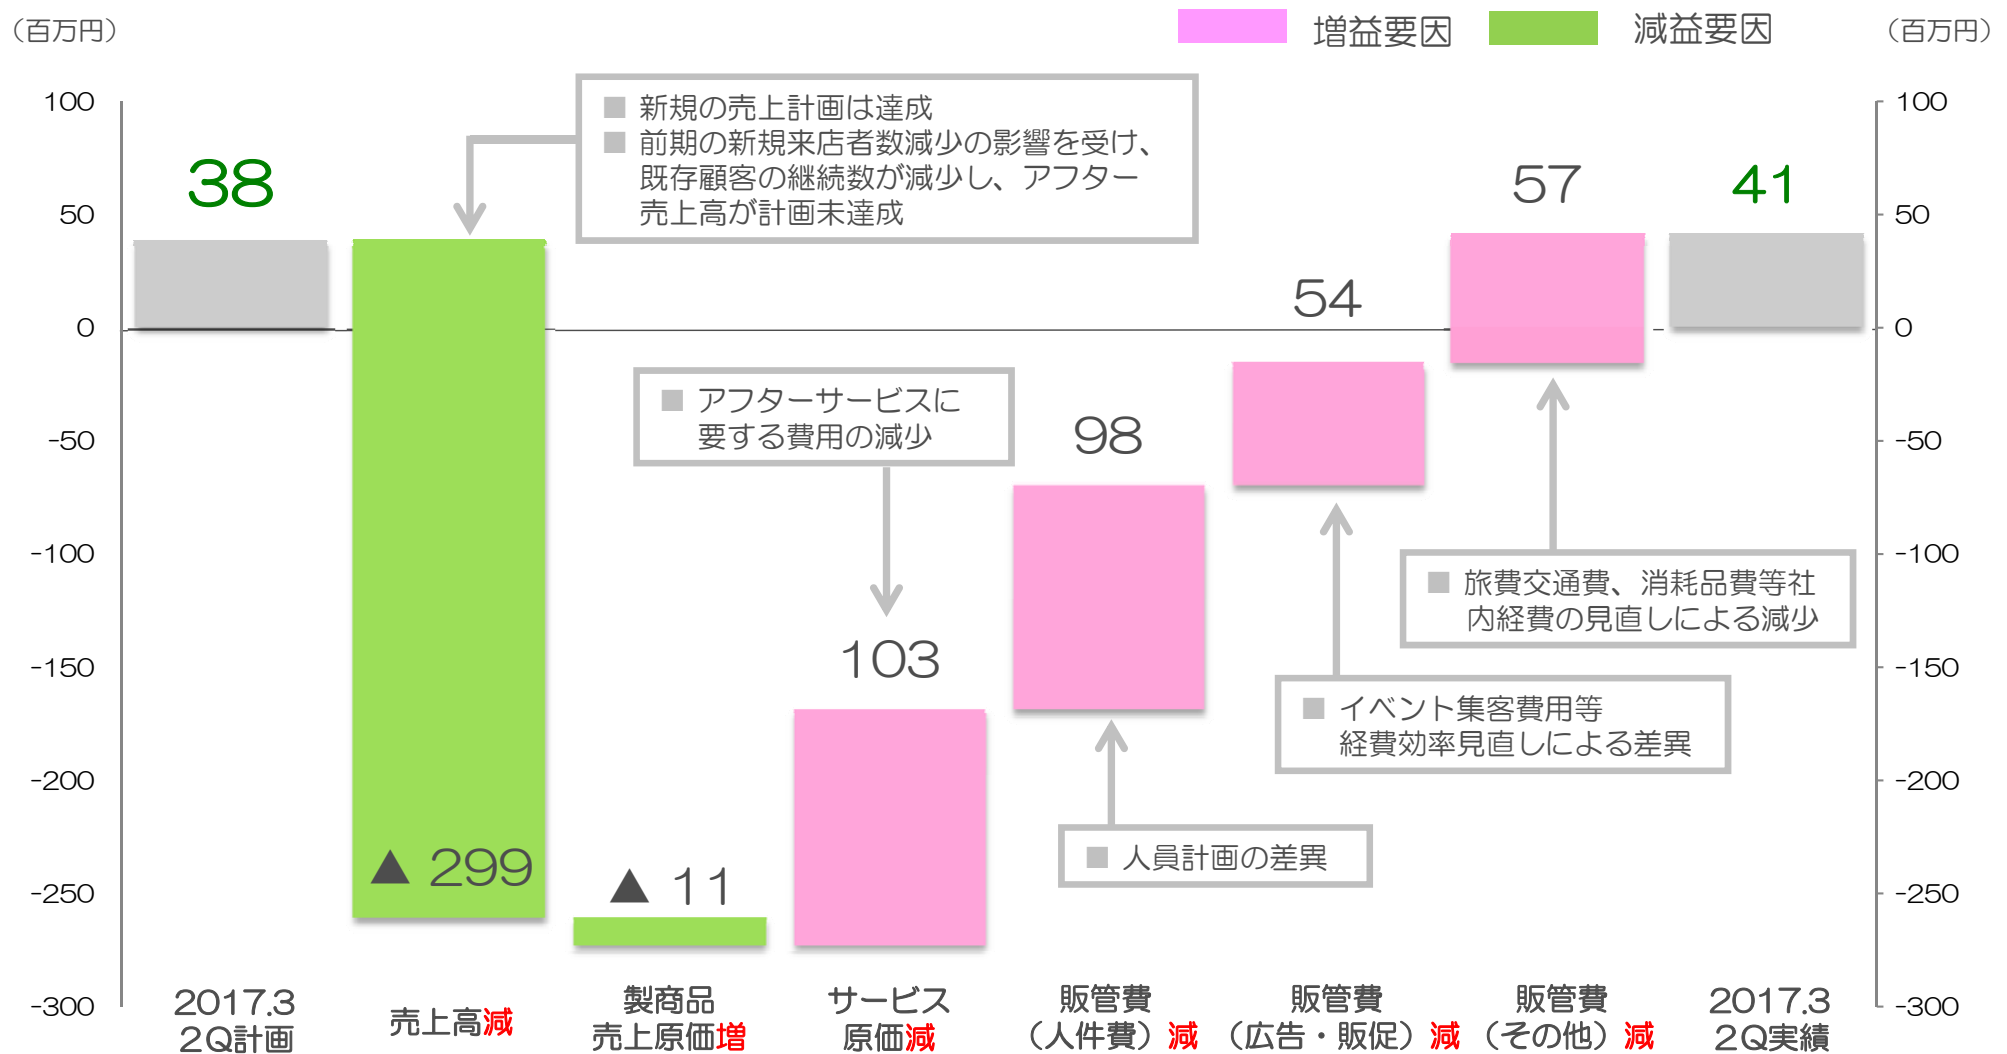 （百万円）
増益要因
減益要因
（百万円）
100
50
0
-50
-100
-150
-200
-250
-300
100
50
0
-50
-100
-150
-200
-250
-300
■ 新規の売上計画は達成
■ 前期の新規来店者数減少の影響を受け、
既存顧客の継続数が減少し、アフター
売上高が計画未達成
38
57
41
54
■ アフターサービスに
要する費用の減少
98
■ 旅費交通費、消耗品費等社
内経費の見直しによる減少
103
■ イベント集客費用等
経費効率見直しによる差異
■ 人員計画の差異
▲ 299
▲ 11
2017.3
2Q計画
売上高減
製商品
売上原価増
サービス
原価減
販管費
（人件費）減
販管費
（広告・販促）減
販管費
（その他）減
2017.3
2Q実績